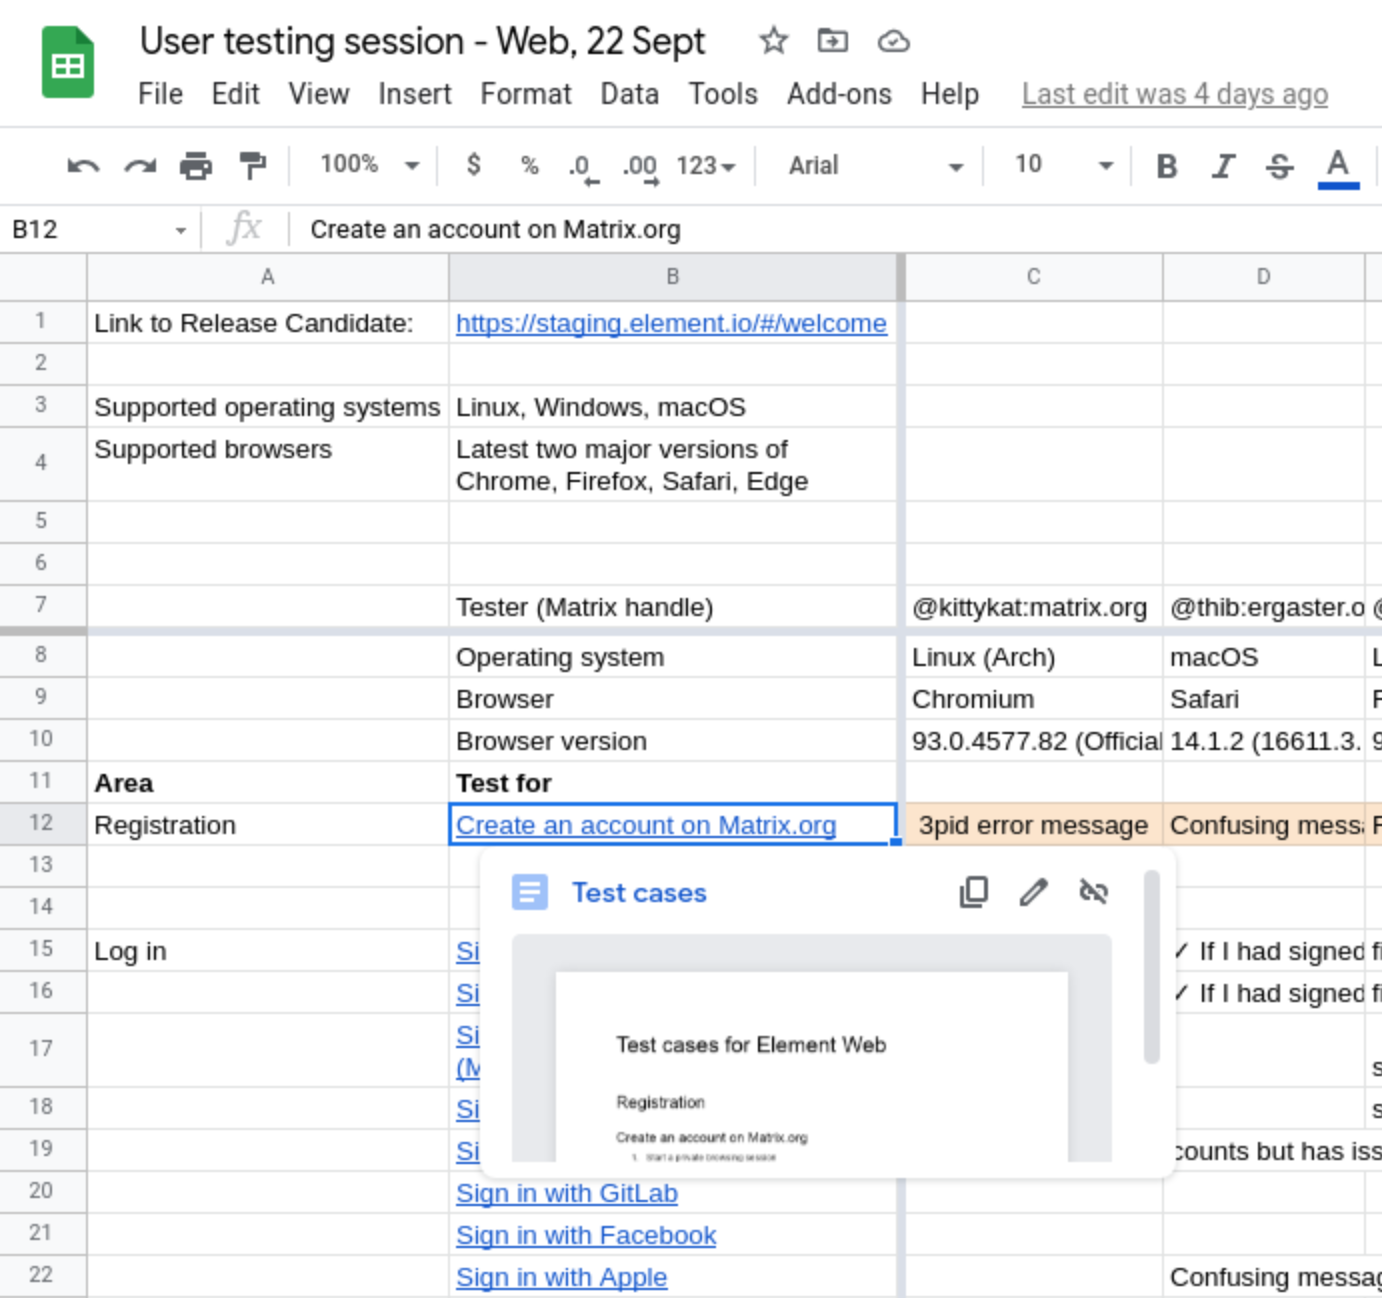 User testing session - Web, 22 Sept
File Edit View Insert Format Data Tools Add-ons Help Last edit was 4 days ago
100% $ % .0 .00 123 Arial 10 B I S A
B12 fx Create an account on Matrix.org
A B C D
1 Link to Release Candidate: https://staging.element.io/#/welcome
2
3 Supported operating systems Linux, Windows, macOS
4 Supported browsers Latest two major versions of
Chrome, Firefox, Safari, Edge
5
6
7 Tester (Matrix handle) @kittykat:matrix.org @thib:ergaster.o @
8 Operating system Linux (Arch) macOS L
9 Browser Chromium Safari F
10 Browser version 93.0.4577.82 (Official 14.1.2 (16611.3. 9
11 Area Test for
12 Registration Create an account on Matrix.org 3pid error message Confusing messa F
13
Test cases
14
15 Log in Si ✓ If I had signed fi
16 Si ✓ If I had signed fi
17 Si
(M s
Test cases for Element Web
18 Si s
Registration
19 Si counts but has iss
Create an account on Matrix.org
1. Start a private browsing session
20 Sign in with GitLab
21 Sign in with Facebook
22 Sign in with Apple Confusing messag